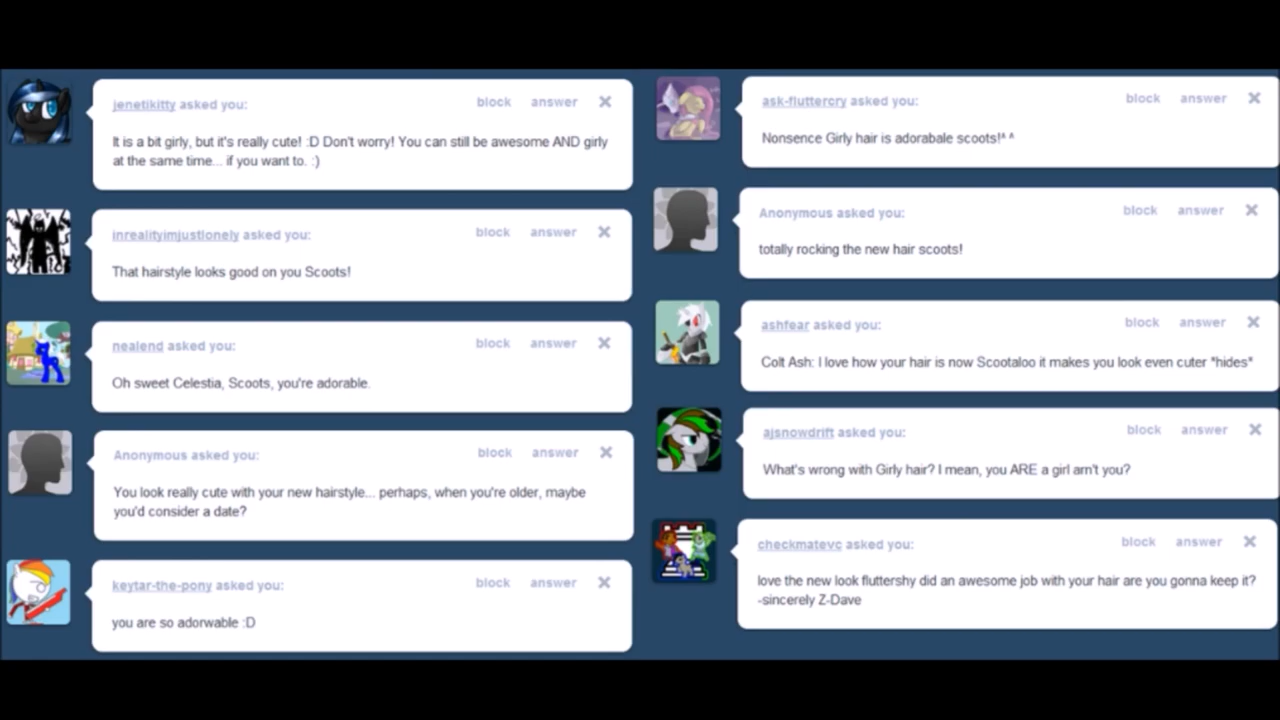 jenetikitty asked you:
block answer ×
It is a bit girly, but it's really cute! :D Don't worry! You can still be awesome AND girly
at the same time... if you want to. :)
inrealityimjustlonely asked you:
block answer ×
That hairstyle looks good on you Scoots!
nealend asked you:
block answer ×
Oh sweet Celestia, Scoots, you're adorable.
Anonymous asked you:
block answer ×
You look really cute with your new hairstyle... perhaps, when you're older, maybe
you'd consider a date?
keytar-the-pony asked you:
block answer ×
you are so adorwable :D
ask-fluttercry asked you:
block answer ×
Nonsence Girly hair is adorabale scoots!^ ^
Anonymous asked you:
block answer ×
totally rocking the new hair scoots!
ashfear asked you:
block answer ×
Colt Ash: I love how your hair is now Scootaloo it makes you look even cuter *hides*
ajsnowdrift asked you:
block answer ×
What's wrong with Girly hair? I mean, you ARE a girl arn't you?
checkmatevc asked you:
block answer ×
love the new look fluttershy did an awesome job with your hair are you gonna keep it?
-sincerely Z-Dave